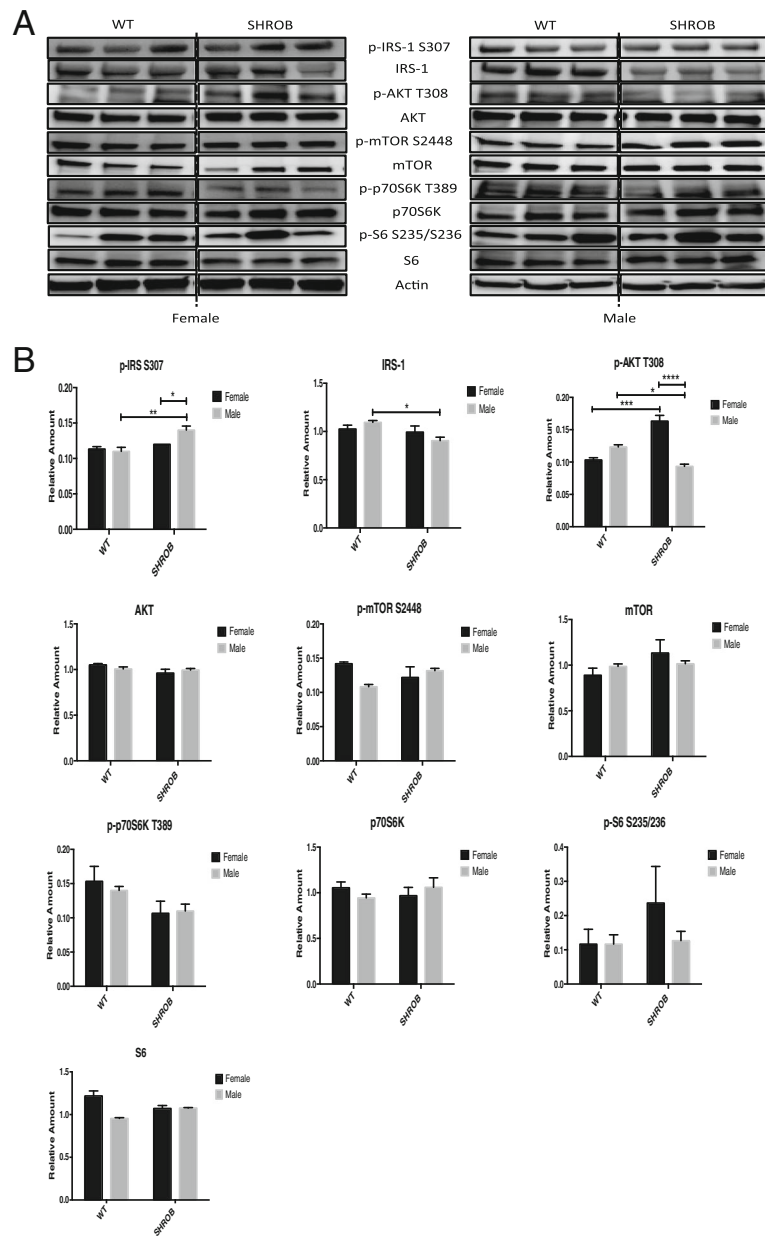 A
WT SHROB WT SHROB
p-IRS-1 S307
IRS-1
p-AKT T308
AKT
p-mTOR S2448
mTOR
p-p70S6K T389
p70S6K
p-S6 S235/S236
S6
Actin
Female Male
B
p-IRS S307
Relative Amount
0.20
0.15
0.10
0.05
0.00
**
*
WT
SHROB
Female
Male
IRS-1
Relative Amount
1.5
1.0
0.5
0.0
*
WT
SHROB
Female
Male
p-AKT T308
Relative Amount
0.20
0.15
0.10
0.05
0.00
****
*
***
WT
SHROB
Female
Male
AKT
Relative Amount
1.5
1.0
0.5
0.0
WT
SHROB
Female
Male
p-mTOR S2448
Relative Amount
0.20
0.15
0.10
0.05
0.00
WT
SHROB
Female
Male
mTOR
Relative Amount
1.5
1.0
0.5
0.0
WT
SHROB
Female
Male
p-p70S6K T389
Relative Amount
0.20
0.15
0.10
0.05
0.00
WT
SHROB
Female
Male
p70S6K
Relative Amount
1.5
1.0
0.5
0.0
WT
SHROB
Female
Male
p-S6 S235/236
Relative Amount
0.4
0.3
0.2
0.1
0.0
WT
SHROB
Female
Male
S6
Relative Amount
1.5
1.0
0.5
0.0
WT
SHROB
Female
Male